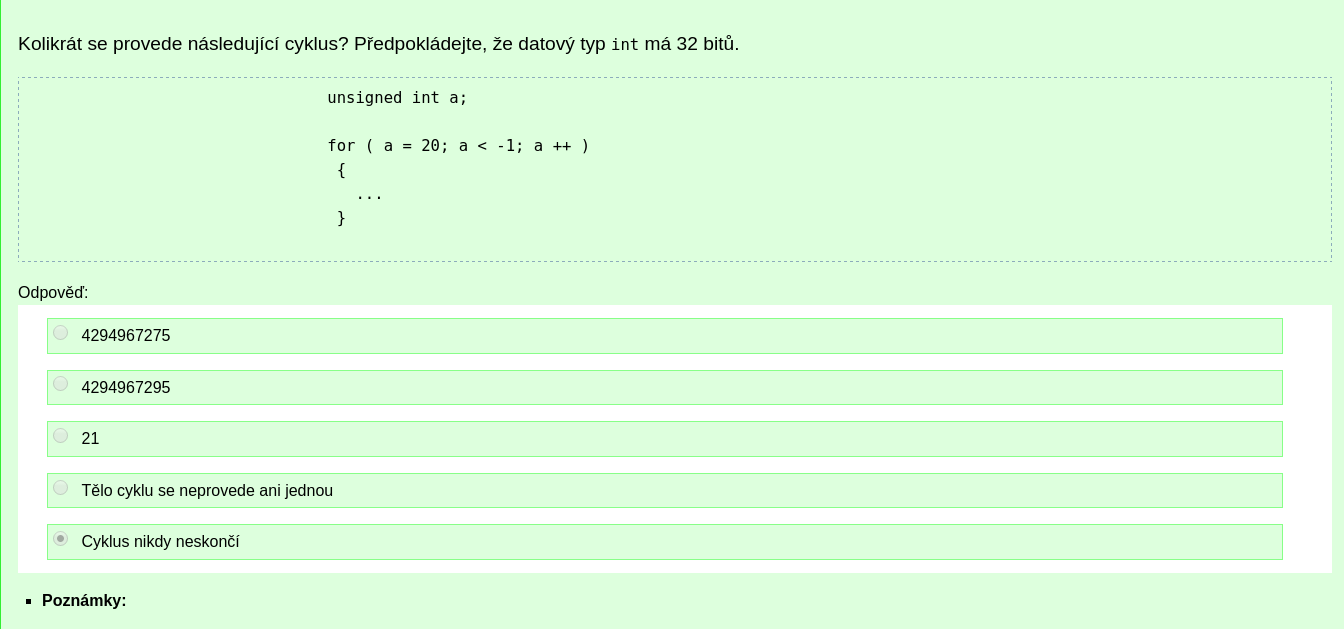 Kolikrát se provede následující cyklus? Předpokládejte, že datový typ int má 32 bitů.
unsigned int a;
for ( a = 20; a < -1; a ++ )
{
...
}
Odpověď:
4294967275
4294967295
21
Tělo cyklu se neprovede ani jednou
Cyklus nikdy neskončí
Poznámky: